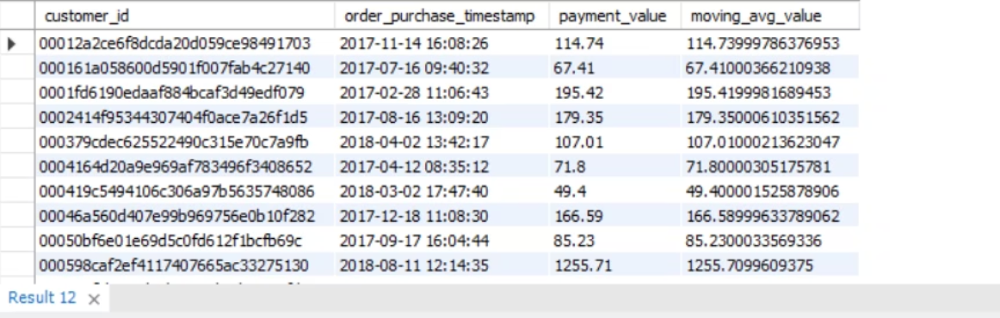 customer_id order_purchase_timestamp payment_value moving_avg_value
00012a2ce6f8dcda20d059ce98491703 2017-11-14 16:08:26 114.74 114.73999786376953
000161a058600d5901f007fab4c27140 2017-07-16 09:40:32 67.41 67.41000366210938
0001fd6190edaaf884bcaf3d49edf079 2017-02-28 11:06:43 195.42 195.4199981689453
0002414f95344307404f0ace7a26f1d5 2017-08-16 13:09:20 179.35 179.35000610351562
000379cdec625522490c315e70c7a9fb 2018-04-02 13:42:17 107.01 107.01000213623047
0004164d20a9e969af783496f3408652 2017-04-12 08:35:12 71.8 71.80000305175781
000419c5494106c306a97b5635748086 2018-03-02 17:47:40 49.4 49.400001525878906
00046a560d407e99b969756e0b10f282 2017-12-18 11:08:30 166.59 166.58999633789062
00050bf6e01e69d5c0fd612f1bcfb69c 2017-09-17 16:04:44 85.23 85.2300033569336
000598caf2ef4117407665ac33275130 2018-08-11 12:14:35 1255.71 1255.7099609375
Result 12